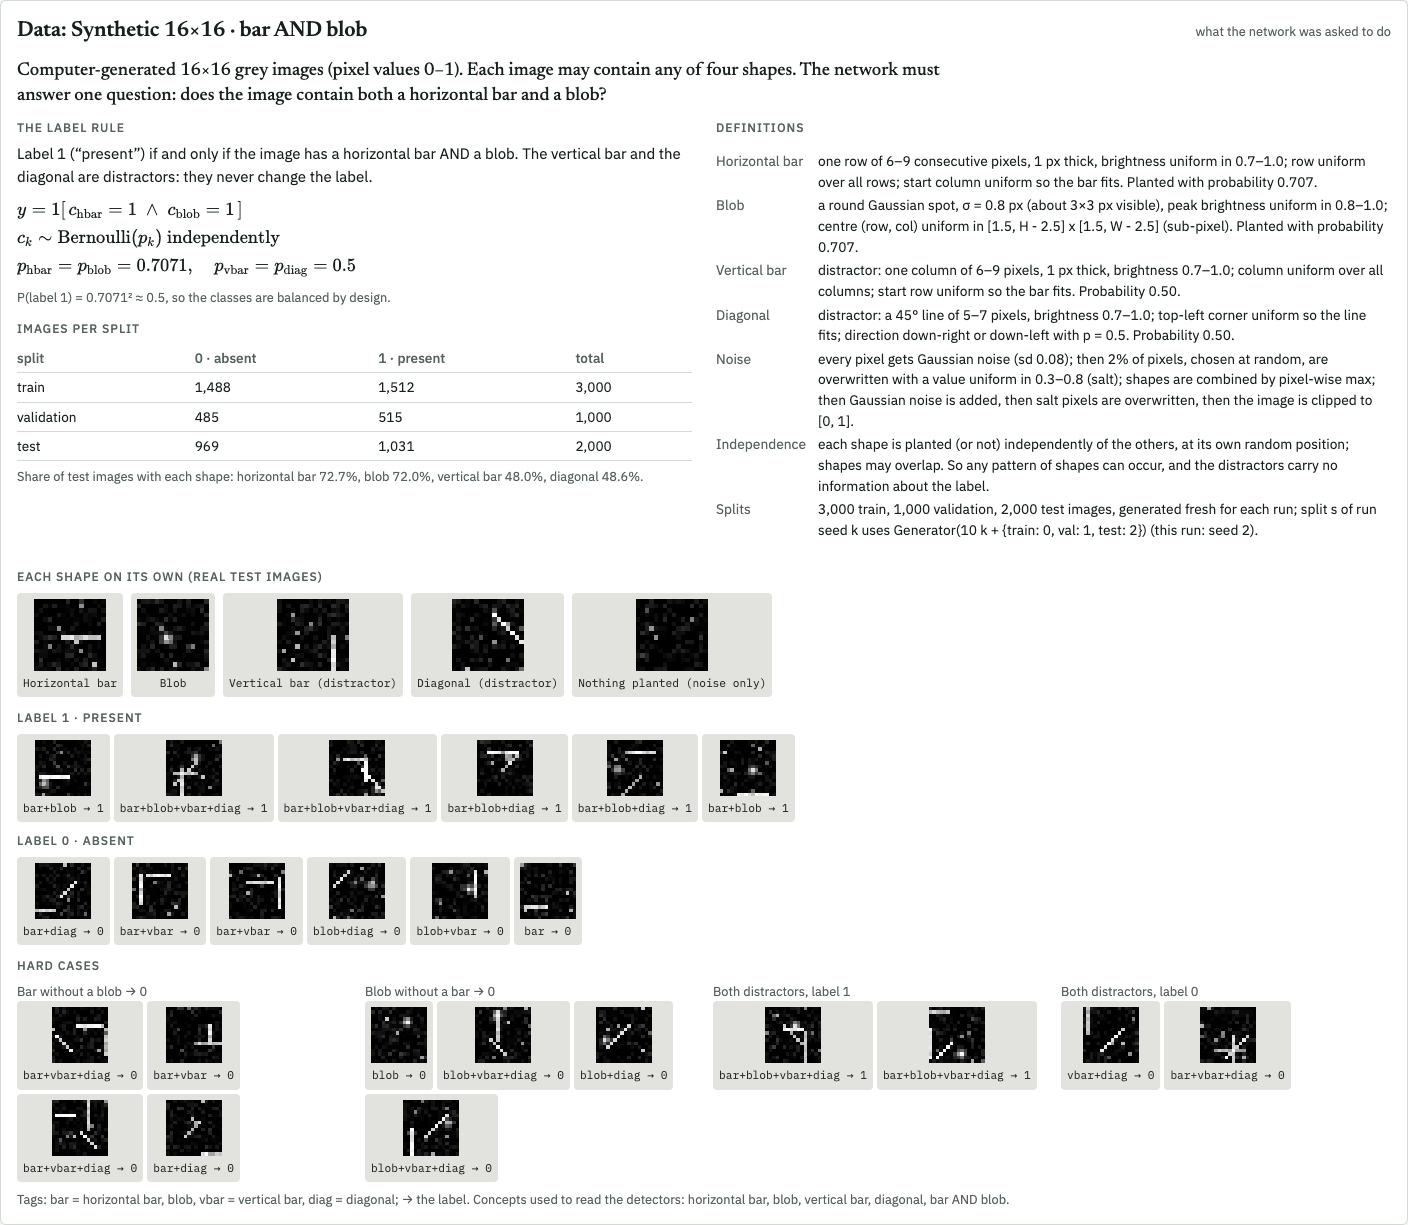 Data: Synthetic 16×16 · bar AND blob
what the network was asked to do
Computer-generated 16×16 grey images (pixel values 0–1). Each image may contain any of four shapes. The network must
answer one question: does the image contain both a horizontal bar and a blob?
THE LABEL RULE
Label 1 (“present”) if and only if the image has a horizontal bar AND a blob. The vertical bar and the
diagonal are distractors: they never change the label.
y = 1[ c_hbar = 1 ∧ c_blob = 1 ]
c_k ∼ Bernoulli(p_k) independently
p_hbar = p_blob = 0.7071, p_vbar = p_diag = 0.5
P(label 1) = 0.7071² ≈ 0.5, so the classes are balanced by design.
IMAGES PER SPLIT
split 0 · absent 1 · present total
train 1,488 1,512 3,000
validation 485 515 1,000
test 969 1,031 2,000
Share of test images with each shape: horizontal bar 72.7%, blob 72.0%, vertical bar 48.0%, diagonal 48.6%.
DEFINITIONS
Horizontal bar one row of 6–9 consecutive pixels, 1 px thick, brightness uniform in 0.7–1.0; row uniform
over all rows; start column uniform so the bar fits. Planted with probability 0.707.
Blob a round Gaussian spot, σ = 0.8 px (about 3×3 px visible), peak brightness uniform in 0.8–1.0;
centre (row, col) uniform in [1.5, H - 2.5] x [1.5, W - 2.5] (sub-pixel). Planted with probability
0.707.
Vertical bar distractor: one column of 6–9 pixels, 1 px thick, brightness 0.7–1.0; column uniform over all
columns; start row uniform so the bar fits. Probability 0.50.
Diagonal distractor: a 45° line of 5–7 pixels, brightness 0.7–1.0; top-left corner uniform so the line
fits; direction down-right or down-left with p = 0.5. Probability 0.50.
Noise every pixel gets Gaussian noise (sd 0.08); then 2% of pixels, chosen at random, are
overwritten with a value uniform in 0.3–0.8 (salt); shapes are combined by pixel-wise max;
then Gaussian noise is added, then salt pixels are overwritten, then the image is clipped to
[0, 1].
Independence each shape is planted (or not) independently of the others, at its own random position;
shapes may overlap. So any pattern of shapes can occur, and the distractors carry no
information about the label.
Splits 3,000 train, 1,000 validation, 2,000 test images, generated fresh for each run; split s of run
seed k uses Generator(10 k + {train: 0, val: 1, test: 2}) (this run: seed 2).
EACH SHAPE ON ITS OWN (REAL TEST IMAGES)
Horizontal bar Blob Vertical bar (distractor) Diagonal (distractor) Nothing planted (noise only)
LABEL 1 · PRESENT
bar+blob → 1 bar+blob+vbar+diag → 1 bar+blob+vbar+diag → 1 bar+blob+diag → 1 bar+blob+diag → 1 bar+blob → 1
LABEL 0 · ABSENT
bar+diag → 0 bar+vbar → 0 bar+vbar → 0 blob+diag → 0 blob+vbar → 0 bar → 0
HARD CASES
Bar without a blob → 0
bar+vbar+diag → 0 bar+vbar → 0
bar+vbar+diag → 0 bar+diag → 0
Blob without a bar → 0
blob → 0 blob+vbar+diag → 0 blob+diag → 0
blob+vbar+diag → 0
Both distractors, label 1
bar+blob+vbar+diag → 1 bar+blob+vbar+diag → 1
Both distractors, label 0
vbar+diag → 0 bar+vbar+diag → 0
Tags: bar = horizontal bar, blob, vbar = vertical bar, diag = diagonal; → the label. Concepts used to read the detectors: horizontal bar, blob, vertical bar, diagonal, bar AND blob.